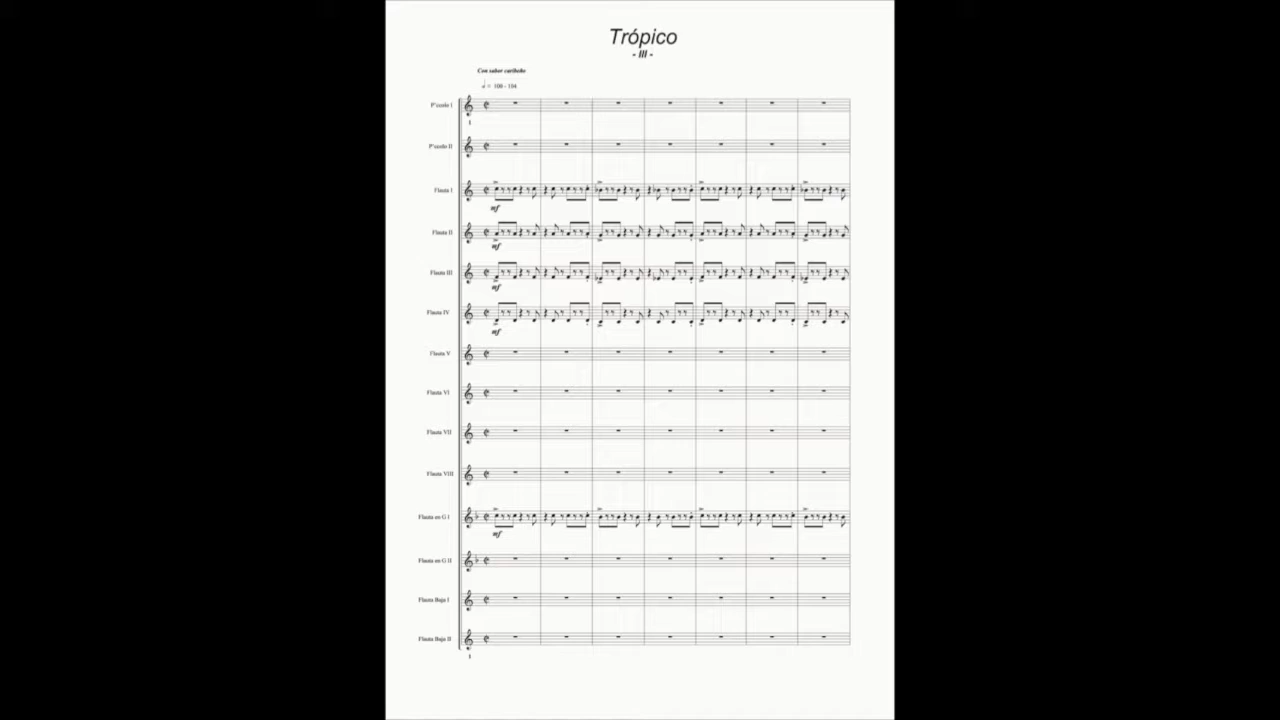 Trópico
- III -
Con sabor caribeño
= 100 - 104
P'ccolo I
1
P'ccolo II
Flauta I
mf
Flauta II
mf
Flauta III
mf
Flauta IV
mf
Flauta V
Flauta VI
Flauta VII
Flauta VIII
Flauta en G I
mf
Flauta en G II
Flauta Baja I
Flauta Baja II
1